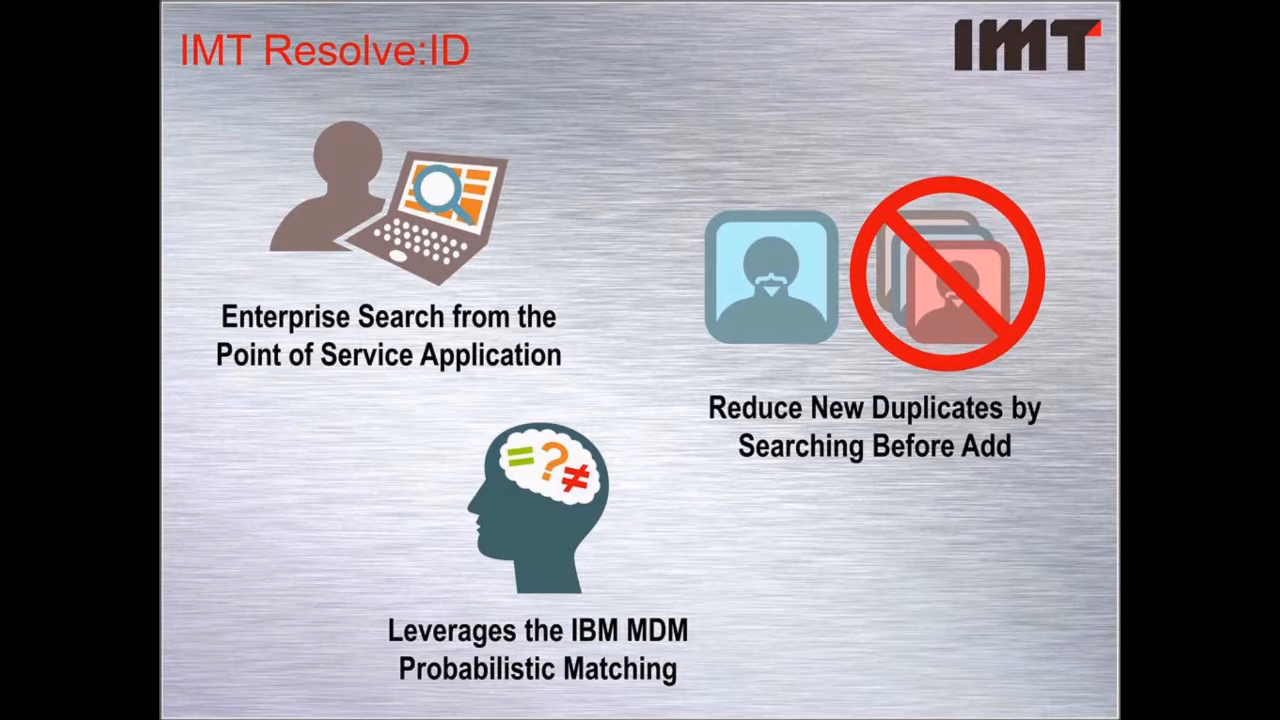 IMT Resolve:ID
IMT
Enterprise Search from the
Point of Service Application
Reduce New Duplicates by
Searching Before Add
= ? ≠
Leverages the IBM MDM
Probabilistic Matching